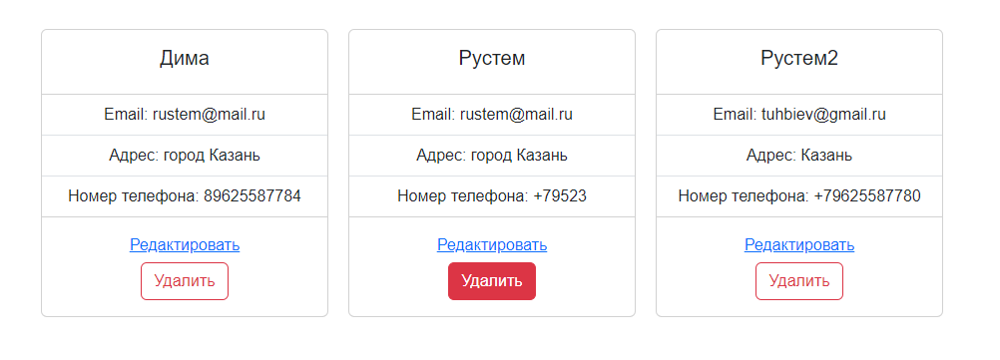 Дима
Email: rustem@mail.ru
Адрес: город Казань
Номер телефона: 89625587784
Редактировать
Удалить
Рустем
Email: rustem@mail.ru
Адрес: город Казань
Номер телефона: +79523
Редактировать
Удалить
Рустем2
Email: tuhbiev@gmail.ru
Адрес: Казань
Номер телефона: +79625587780
Редактировать
Удалить